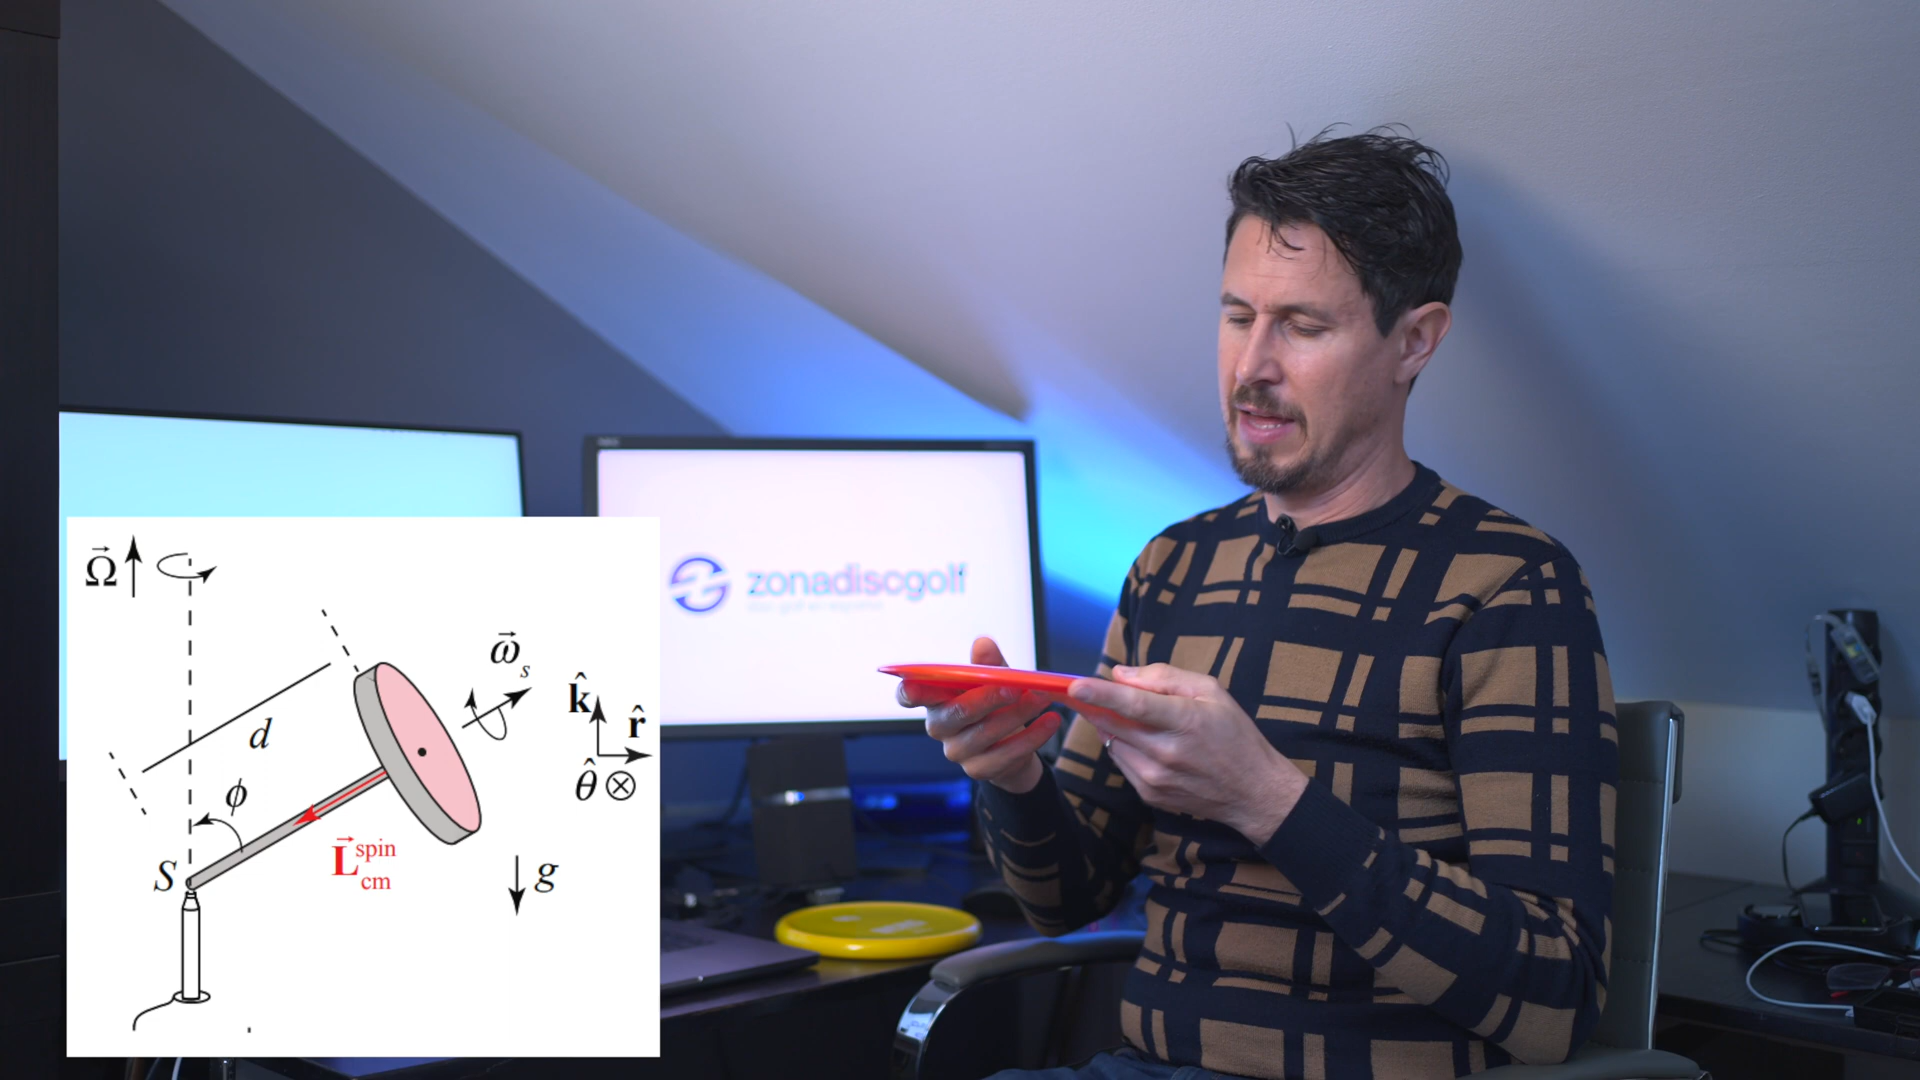 Ω⃗
ω⃗s
k̂
r̂
d
θ̂
ϕ
L⃗ spin cm
S
g
zonadiscgolf